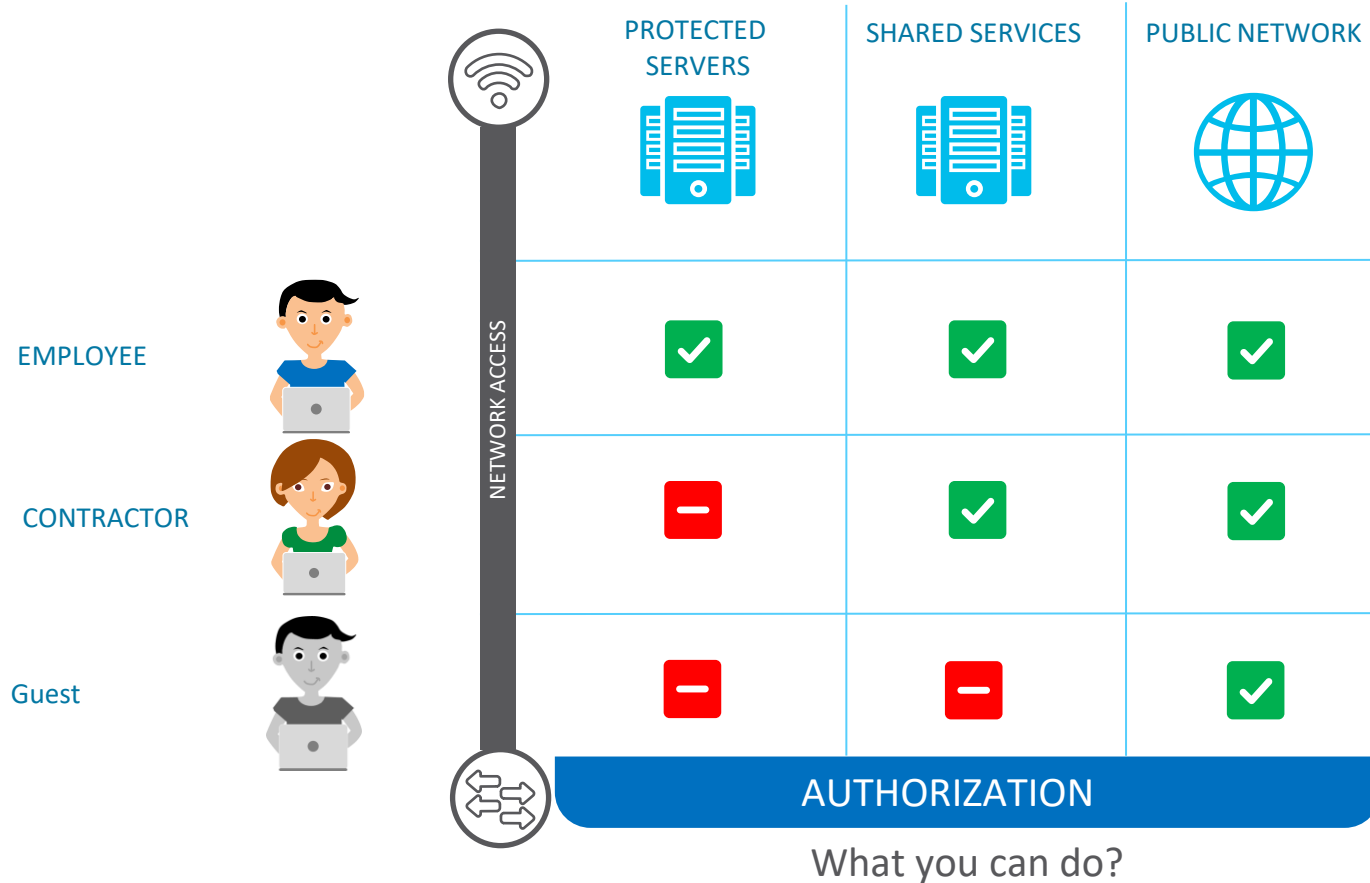 PROTECTED
SERVERS
SHARED SERVICES
PUBLIC NETWORK
NETWORK ACCESS
EMPLOYEE
CONTRACTOR
Guest
AUTHORIZATION
What you can do?